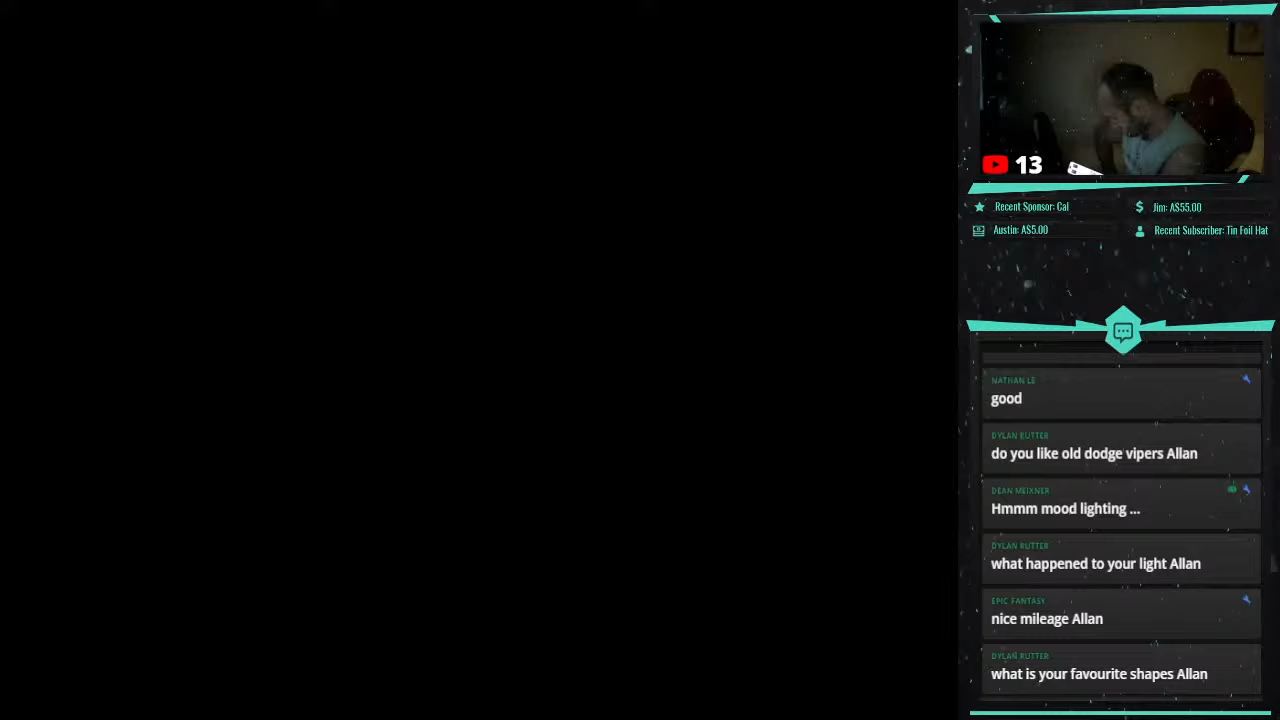 13
Recent Sponsor: Cal
Jim: A$55.00
Austin: A$5.00
Recent Subscriber: Tin Foil Hat
NATHAN LE
good
DYLAN RUTTER
do you like old dodge vipers Allan
DEAN MEIXNER
Hmmm mood lighting ...
DYLAN RUTTER
what happened to your light Allan
EPIC FANTASY
nice mileage Allan
DYLAN RUTTER
what is your favourite shapes Allan